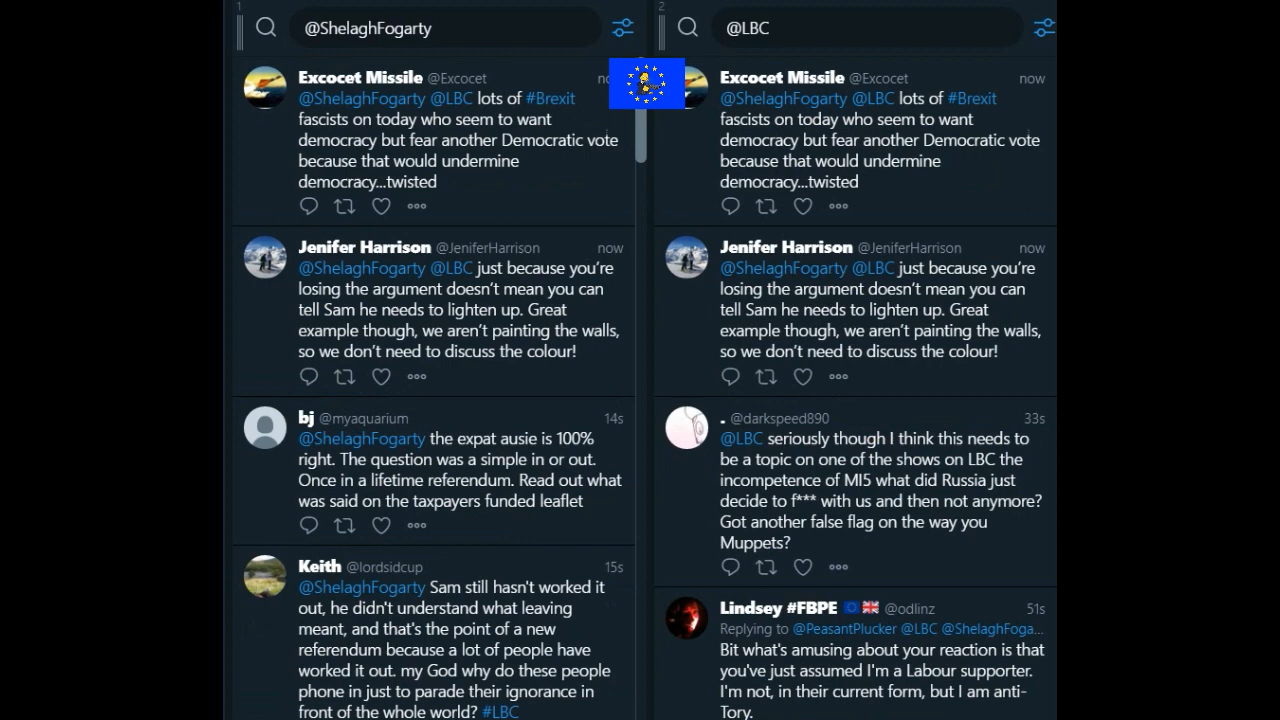 1
@ShelaghFogarty
Excocet Missile @Excocet
@ShelaghFogarty @LBC lots of #Brexit
fascists on today who seem to want
democracy but fear another Democratic vote
because that would undermine
democracy...twisted
Jenifer Harrison @JeniferHarrison now
@ShelaghFogarty @LBC just because you're
losing the argument doesn't mean you can
tell Sam he needs to lighten up. Great
example though, we aren't painting the walls,
so we don't need to discuss the colour!
bj @myaquarium 14s
@ShelaghFogarty the expat ausie is 100%
right. The question was a simple in or out.
Once in a lifetime referendum. Read out what
was said on the taxpayers funded leaflet
Keith @lordsidcup 15s
@ShelaghFogarty Sam still hasn't worked it
out, he didn't understand what leaving
meant, and that's the point of a new
referendum because a lot of people have
worked it out. my God why do these people
phone in just to parade their ignorance in
front of the whole world? #LBC
2
@LBC
Excocet Missile @Excocet now
@ShelaghFogarty @LBC lots of #Brexit
fascists on today who seem to want
democracy but fear another Democratic vote
because that would undermine
democracy...twisted
Jenifer Harrison @JeniferHarrison now
@ShelaghFogarty @LBC just because you're
losing the argument doesn't mean you can
tell Sam he needs to lighten up. Great
example though, we aren't painting the walls,
so we don't need to discuss the colour!
. @darkspeed890 33s
@LBC seriously though I think this needs to
be a topic on one of the shows on LBC the
incompetence of MI5 what did Russia just
decide to f*** with us and then not anymore?
Got another false flag on the way you
Muppets?
Lindsey #FBPE 🇪🇺 🇬🇧 @odlinz 51s
Replying to @PeasantPlucker @LBC @ShelaghFoga...
Bit what's amusing about your reaction is that
you've just assumed I'm a Labour supporter.
I'm not, in their current form, but I am anti-
Tory.